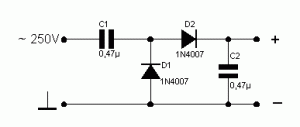 C1
D2
~ 250V
+
0,47µ
1N4007
C2
D1
0,47µ
1N4007
−